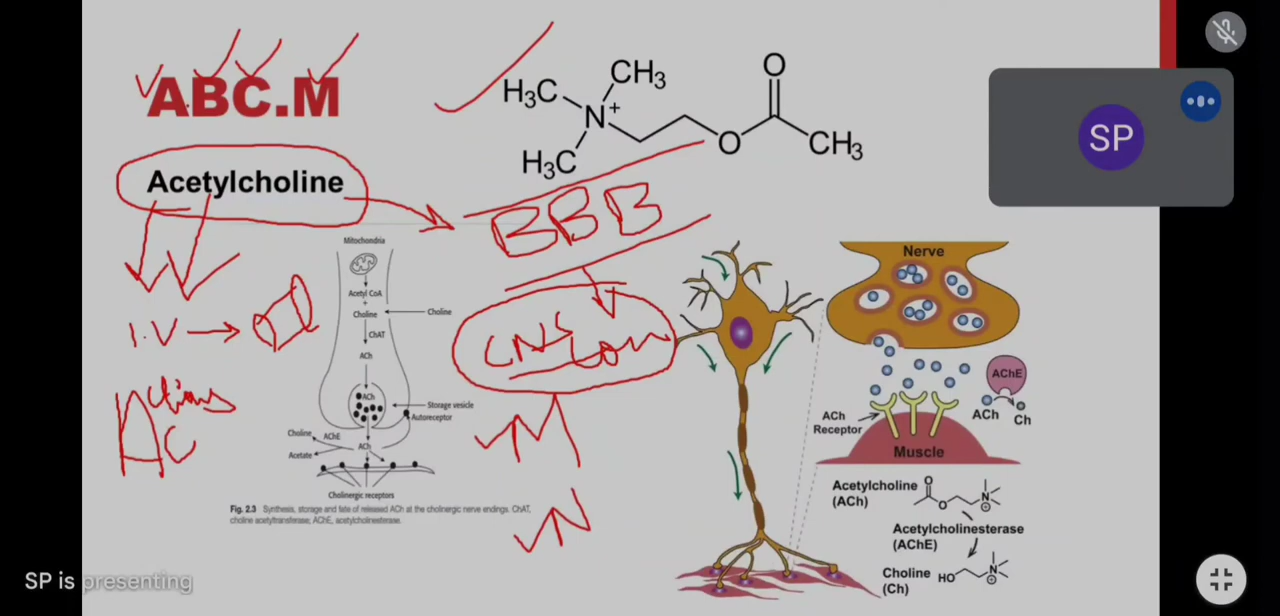 ABC.M
Acetylcholine
H₃C
CH₃
N⁺
H₃C
O
O
CH₃
SP
BBB
I.V
Actions
AC
CNS
M
N
Mitochondria
Acetyl CoA
+
Choline
Choline
ChAT
ACh
ACh
Storage vesicle
Autoreceptor
Choline
AChE
Acetate
ACh
Cholinergic receptors
Fig. 2.3 Synthesis, storage and fate of released ACh at the cholinergic nerve endings. ChAT,
choline acetyltransferase; AChE, acetylcholinesterase.
Nerve
AChE
ACh
Ch
ACh
Receptor
Muscle
Acetylcholine
(ACh)
O
O
N
Acetylcholinesterase
(AChE)
Choline
(Ch)
HO
N
SP is presenting